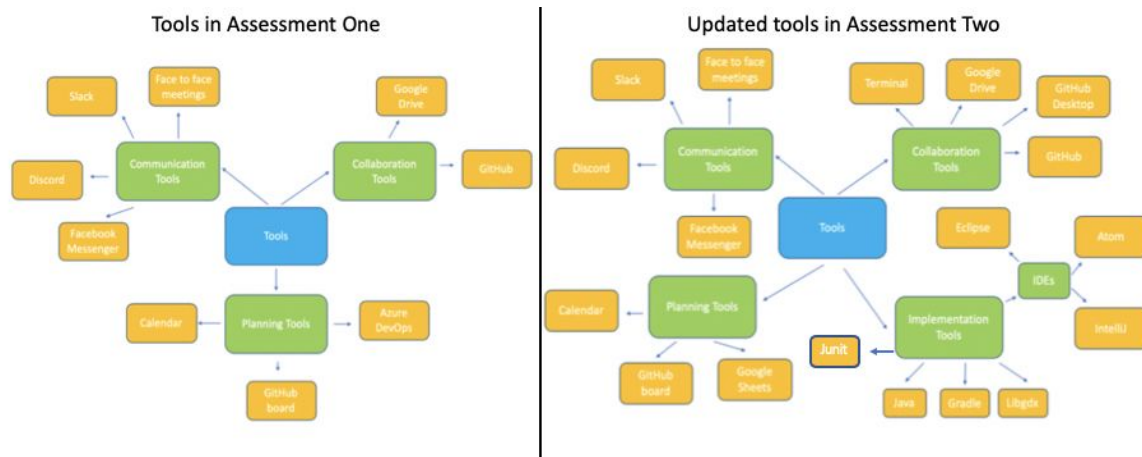 Tools in Assessment One
Slack
Face to face
meetings
Google
Drive
Communication
Tools
Collaboration
Tools
GitHub
Discord
Facebook
Messenger
Tools
Calendar
Planning Tools
Azure
DevOps
GitHub
board
Updated tools in Assessment Two
Slack
Face to face
meetings
Terminal
Google
Drive
GitHub
Desktop
Communication
Tools
Collaboration
Tools
GitHub
Discord
Facebook
Messenger
Tools
Eclipse
Atom
IDEs
Calendar
Planning Tools
Implementation
Tools
IntelliJ
Junit
GitHub
board
Google
Sheets
Java
Gradle
Libgdx